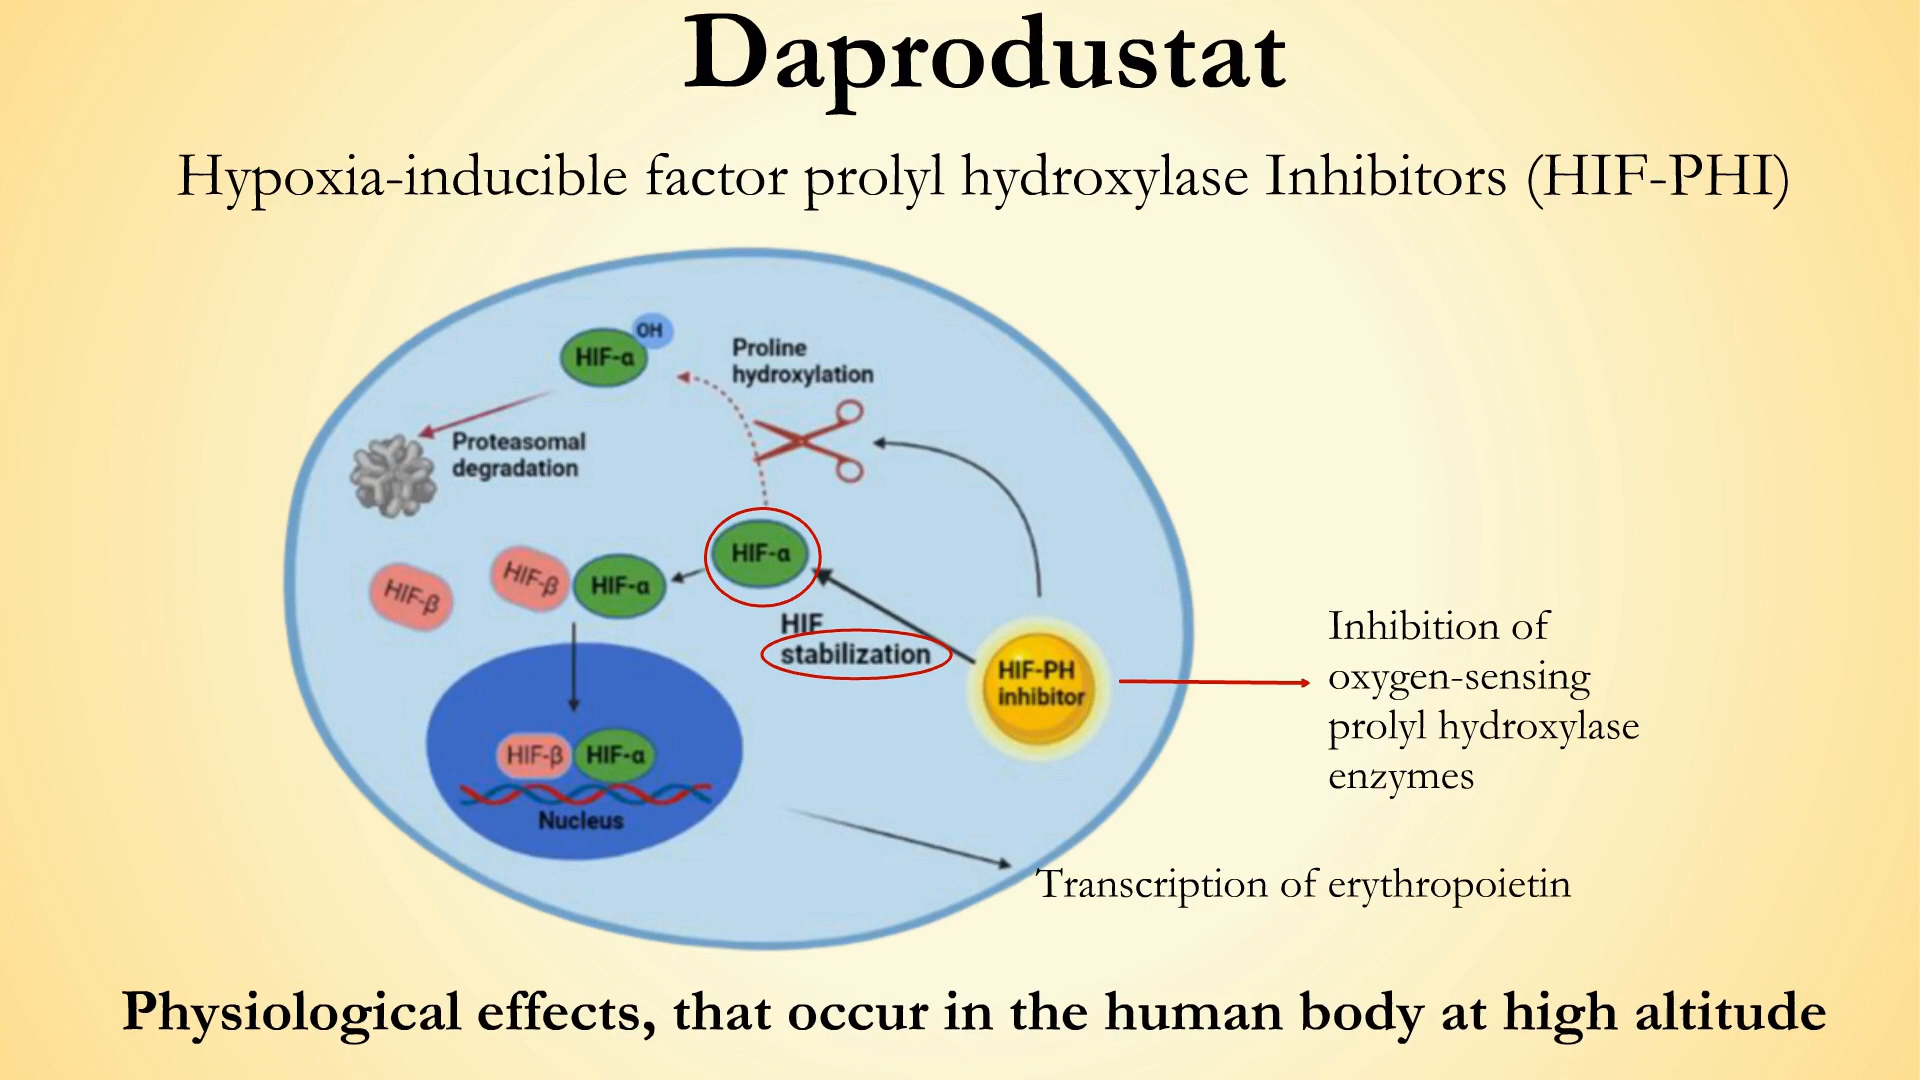 Daprodustat
Hypoxia-inducible factor prolyl hydroxylase Inhibitors (HIF-PHI)
OH
HIF-α
Proline
hydroxylation
Proteasomal
degradation
HIF-α
HIF-β
HIF-α
HIF-β
HIF
stabilization
HIF-PH
inhibitor
Inhibition of
oxygen-sensing
prolyl hydroxylase
enzymes
HIF-β
HIF-α
Nucleus
Transcription of erythropoietin
Physiological effects, that occur in the human body at high altitude